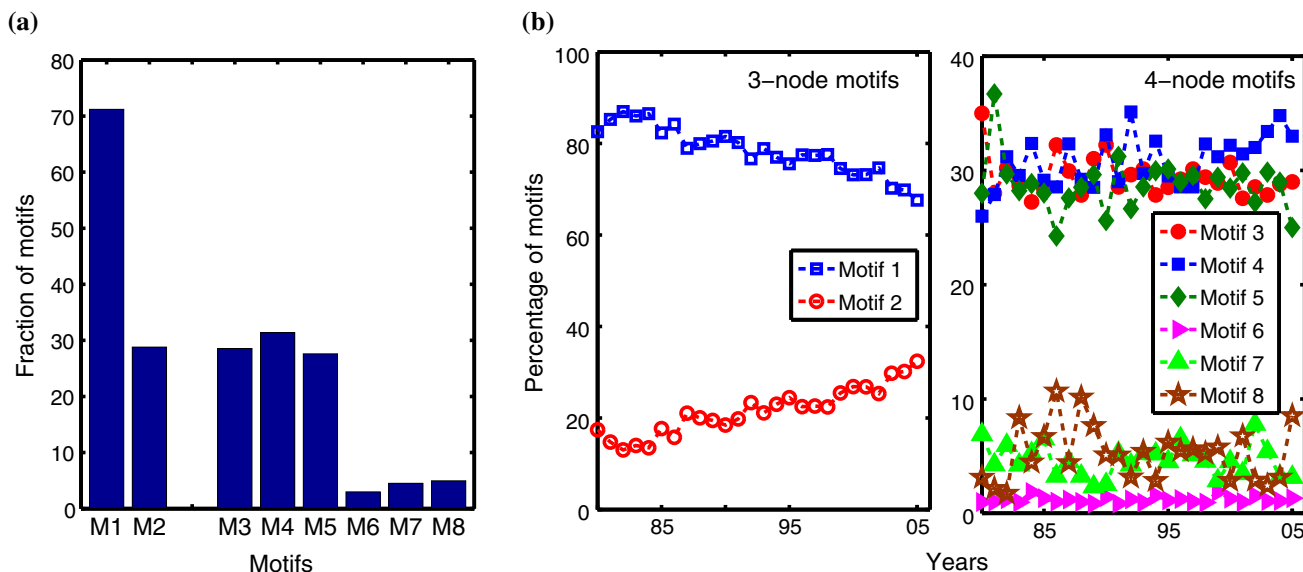 (a)
Fraction of motifs
80
70
60
50
40
30
20
10
0
M1 M2 M3 M4 M5 M6 M7 M8
Motifs
(b)
Percentage of motifs
100
80
60
40
20
0
3−node motifs
Motif 1
Motif 2
85 95 05
40
30
20
10
0
4−node motifs
Motif 3
Motif 4
Motif 5
Motif 6
Motif 7
Motif 8
85 95 05
Years